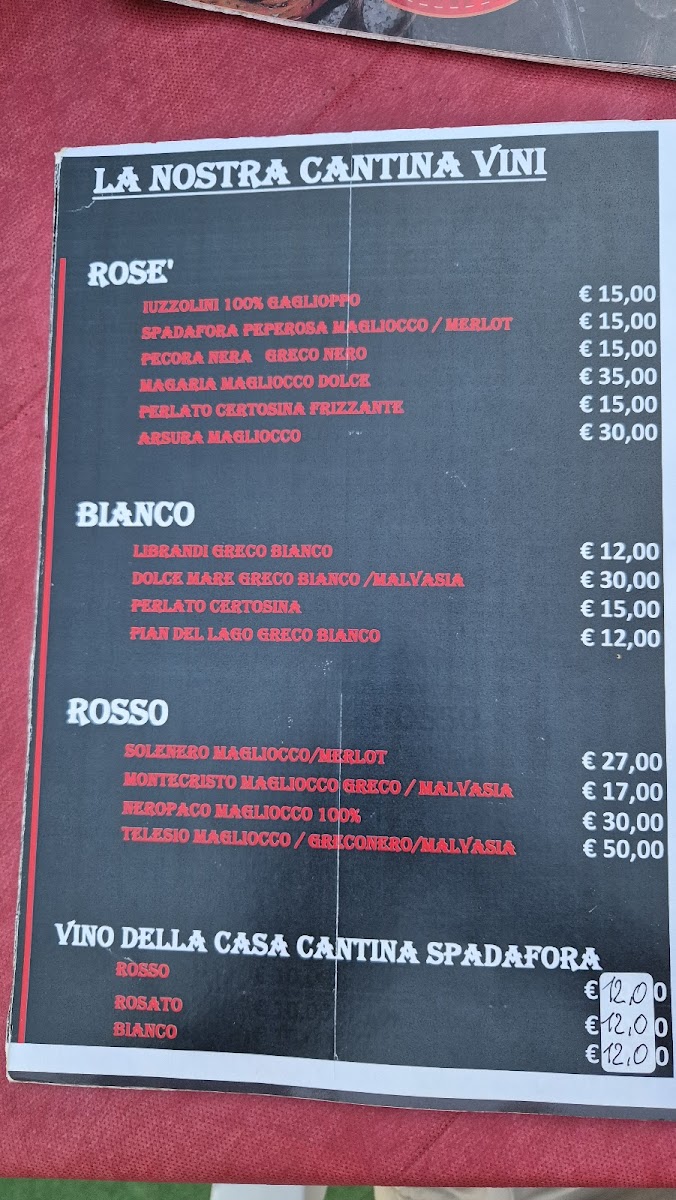 LA NOSTRA CANTINA VINI
ROSE'
IUZZOLINI 100% GAGLIOPPO € 15,00
SPADAFORA PEPEROSA MAGLIOCCO / MERLOT € 15,00
PECORA NERA GRECO NERO € 15,00
MAGARIA MAGLIOCCO DOLCE € 35,00
PERLATO CERTOSINA FRIZZANTE € 15,00
ARSURA MAGLIOCCO € 30,00
BIANCO
LIBRANDI GRECO BIANCO € 12,00
DOLCE MARE GRECO BIANCO /MALVASIA € 30,00
PERLATO CERTOSINA € 15,00
PIAN DEL LAGO GRECO BIANCO € 12,00
ROSSO
SOLENERO MAGLIOCCO/MERLOT € 27,00
MONTECRISTO MAGLIOCCO GRECO / MALVASIA € 17,00
NEROPACO MAGLIOCCO 100% € 30,00
TELESIO MAGLIOCCO / GRECONERO/MALVASIA € 50,00
VINO DELLA CASA CANTINA SPADAFORA
ROSSO € 12,00
ROSATO € 12,00
BIANCO € 12,00